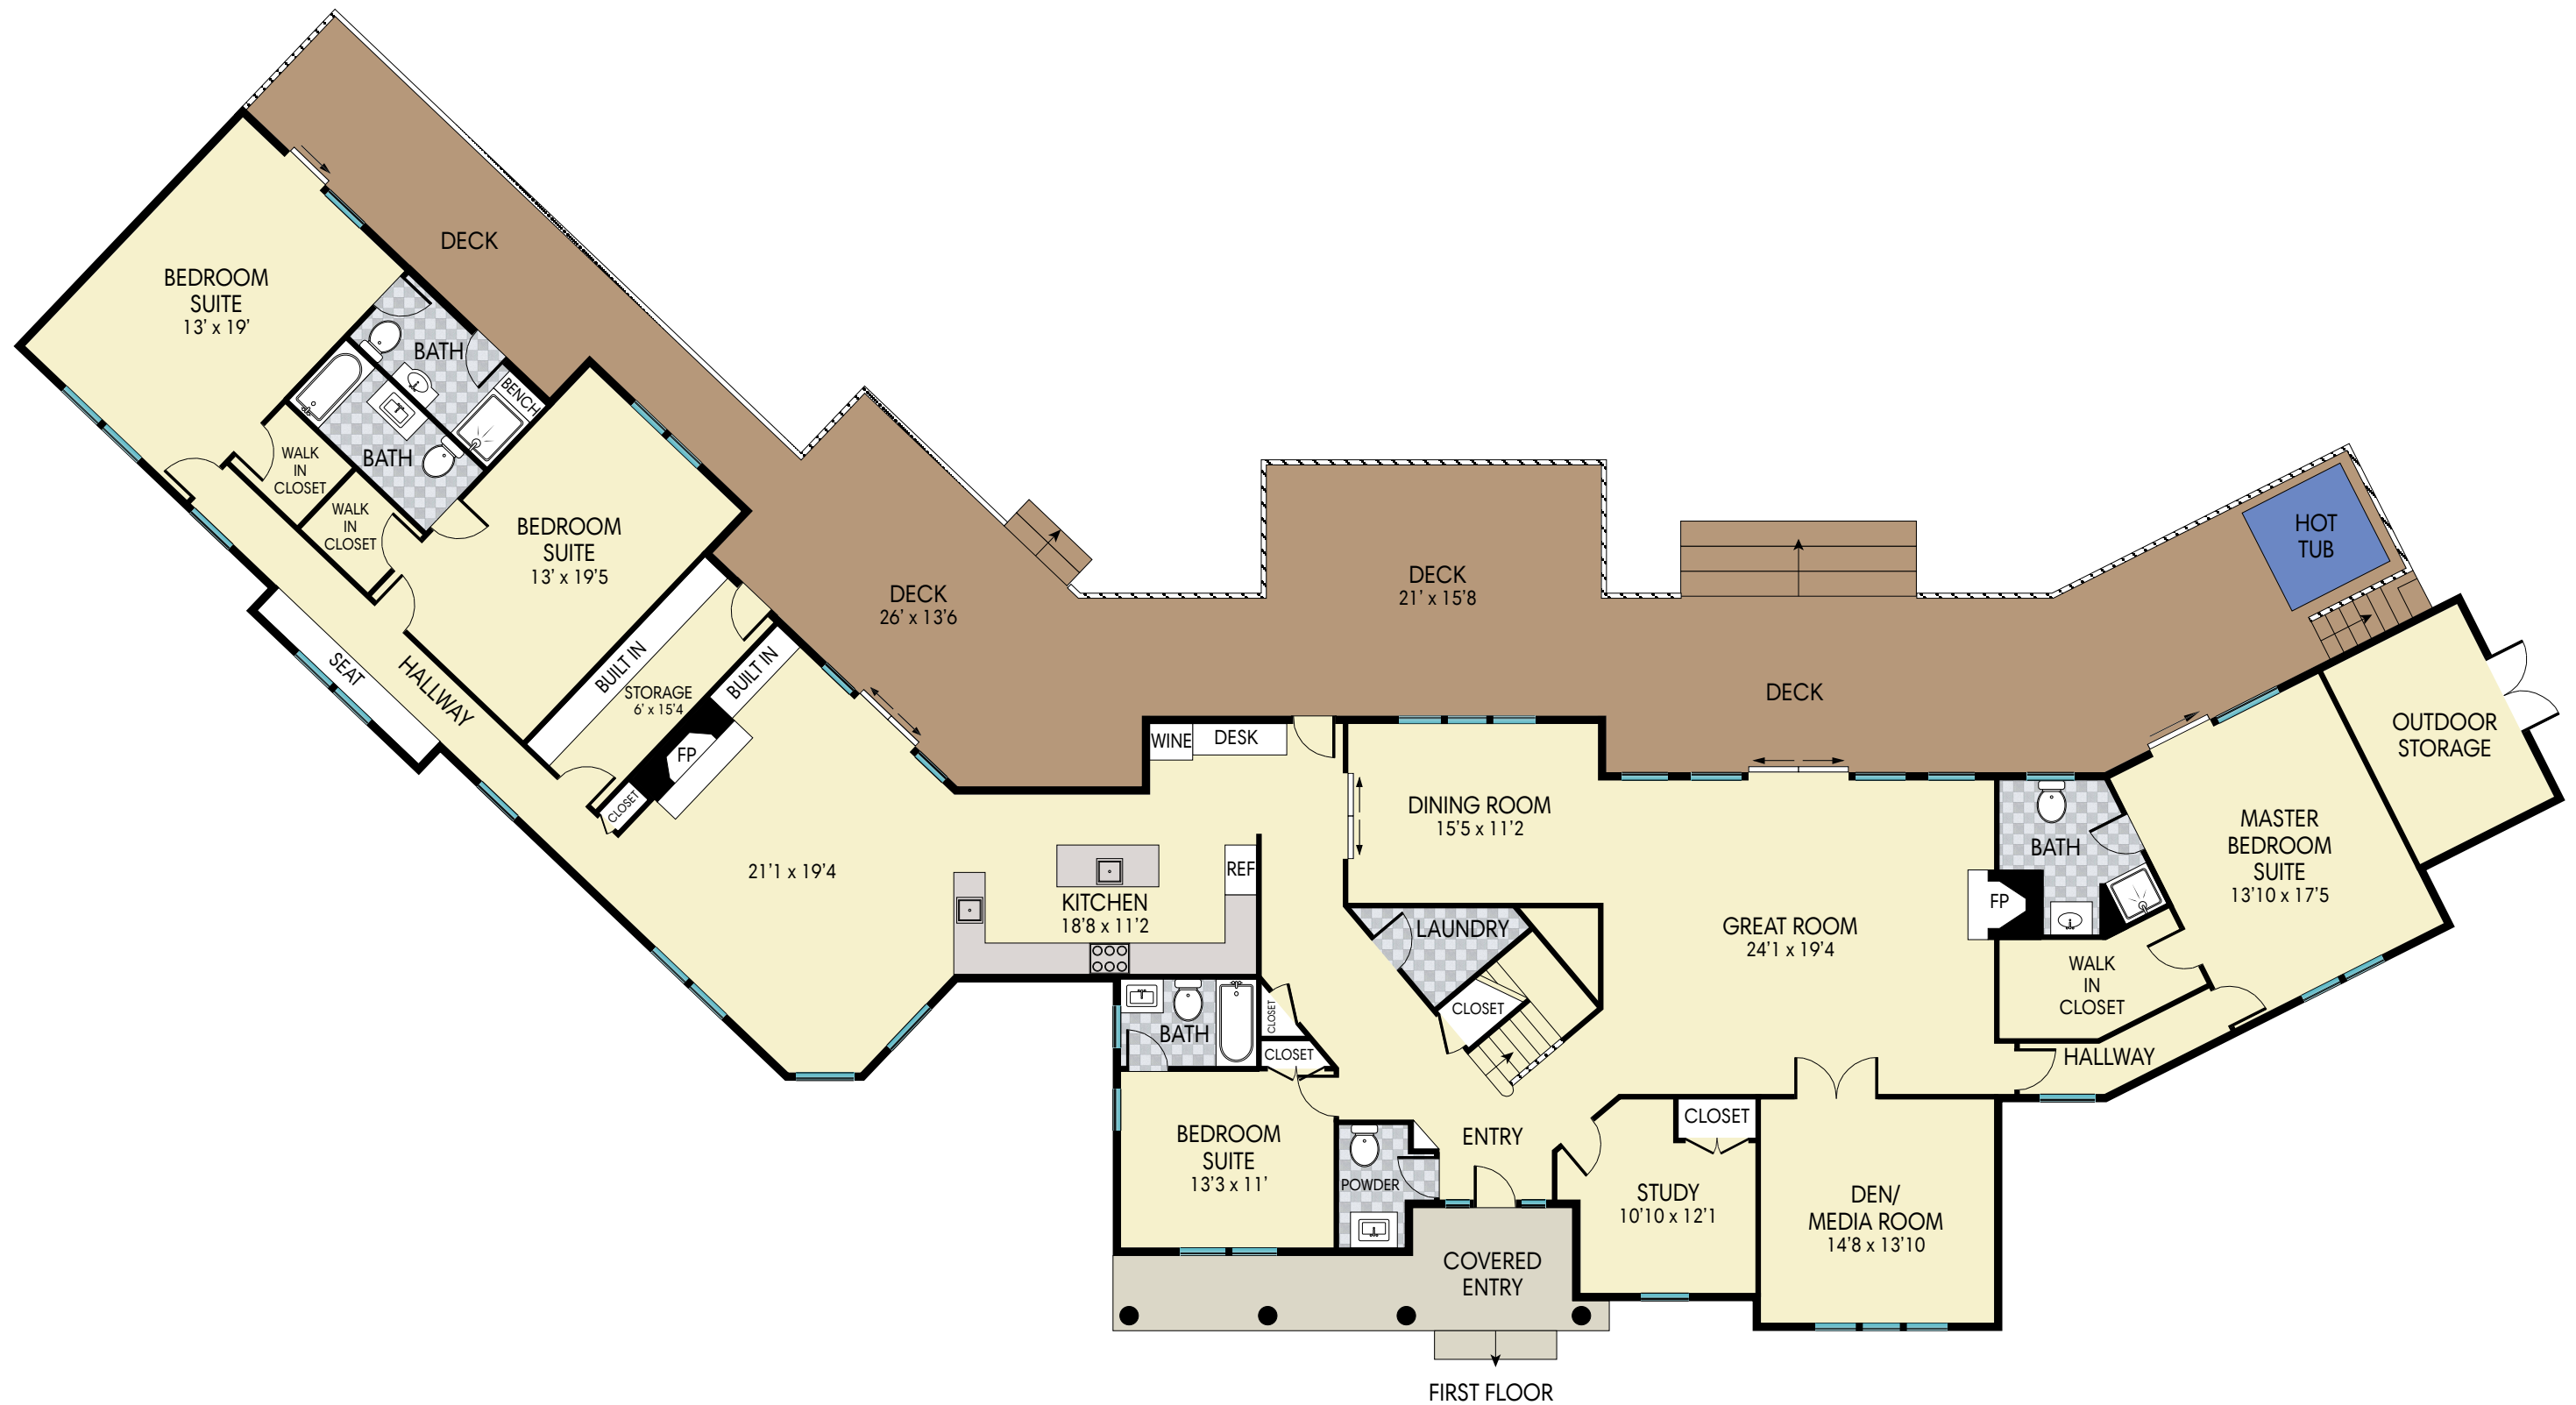 DECK
BEDROOM
SUITE
13' x 19'
BATH
BENCH
BATH
WALK
IN
CLOSET
WALK
IN
CLOSET
BEDROOM
SUITE
13' x 19'5
SEAT
HALLWAY
BUILT IN
STORAGE
6' x 15'4
BUILT IN
FP
CLOSET
DECK
26' x 13'6
DECK
21' x 15'8
DECK
HOT
TUB
OUTDOOR
STORAGE
WINE
DESK
DINING ROOM
15'5 x 11'2
21'1 x 19'4
KITCHEN
18'8 x 11'2
REF
LAUNDRY
CLOSET
GREAT ROOM
24'1 x 19'4
FP
BATH
MASTER
BEDROOM
SUITE
13'10 x 17'5
WALK
IN
CLOSET
HALLWAY
BATH
CLOSET
CLOSET
BEDROOM
SUITE
13'3 x 11'
POWDER
ENTRY
CLOSET
STUDY
10'10 x 12'1
DEN/
MEDIA ROOM
14'8 x 13'10
COVERED
ENTRY
FIRST FLOOR